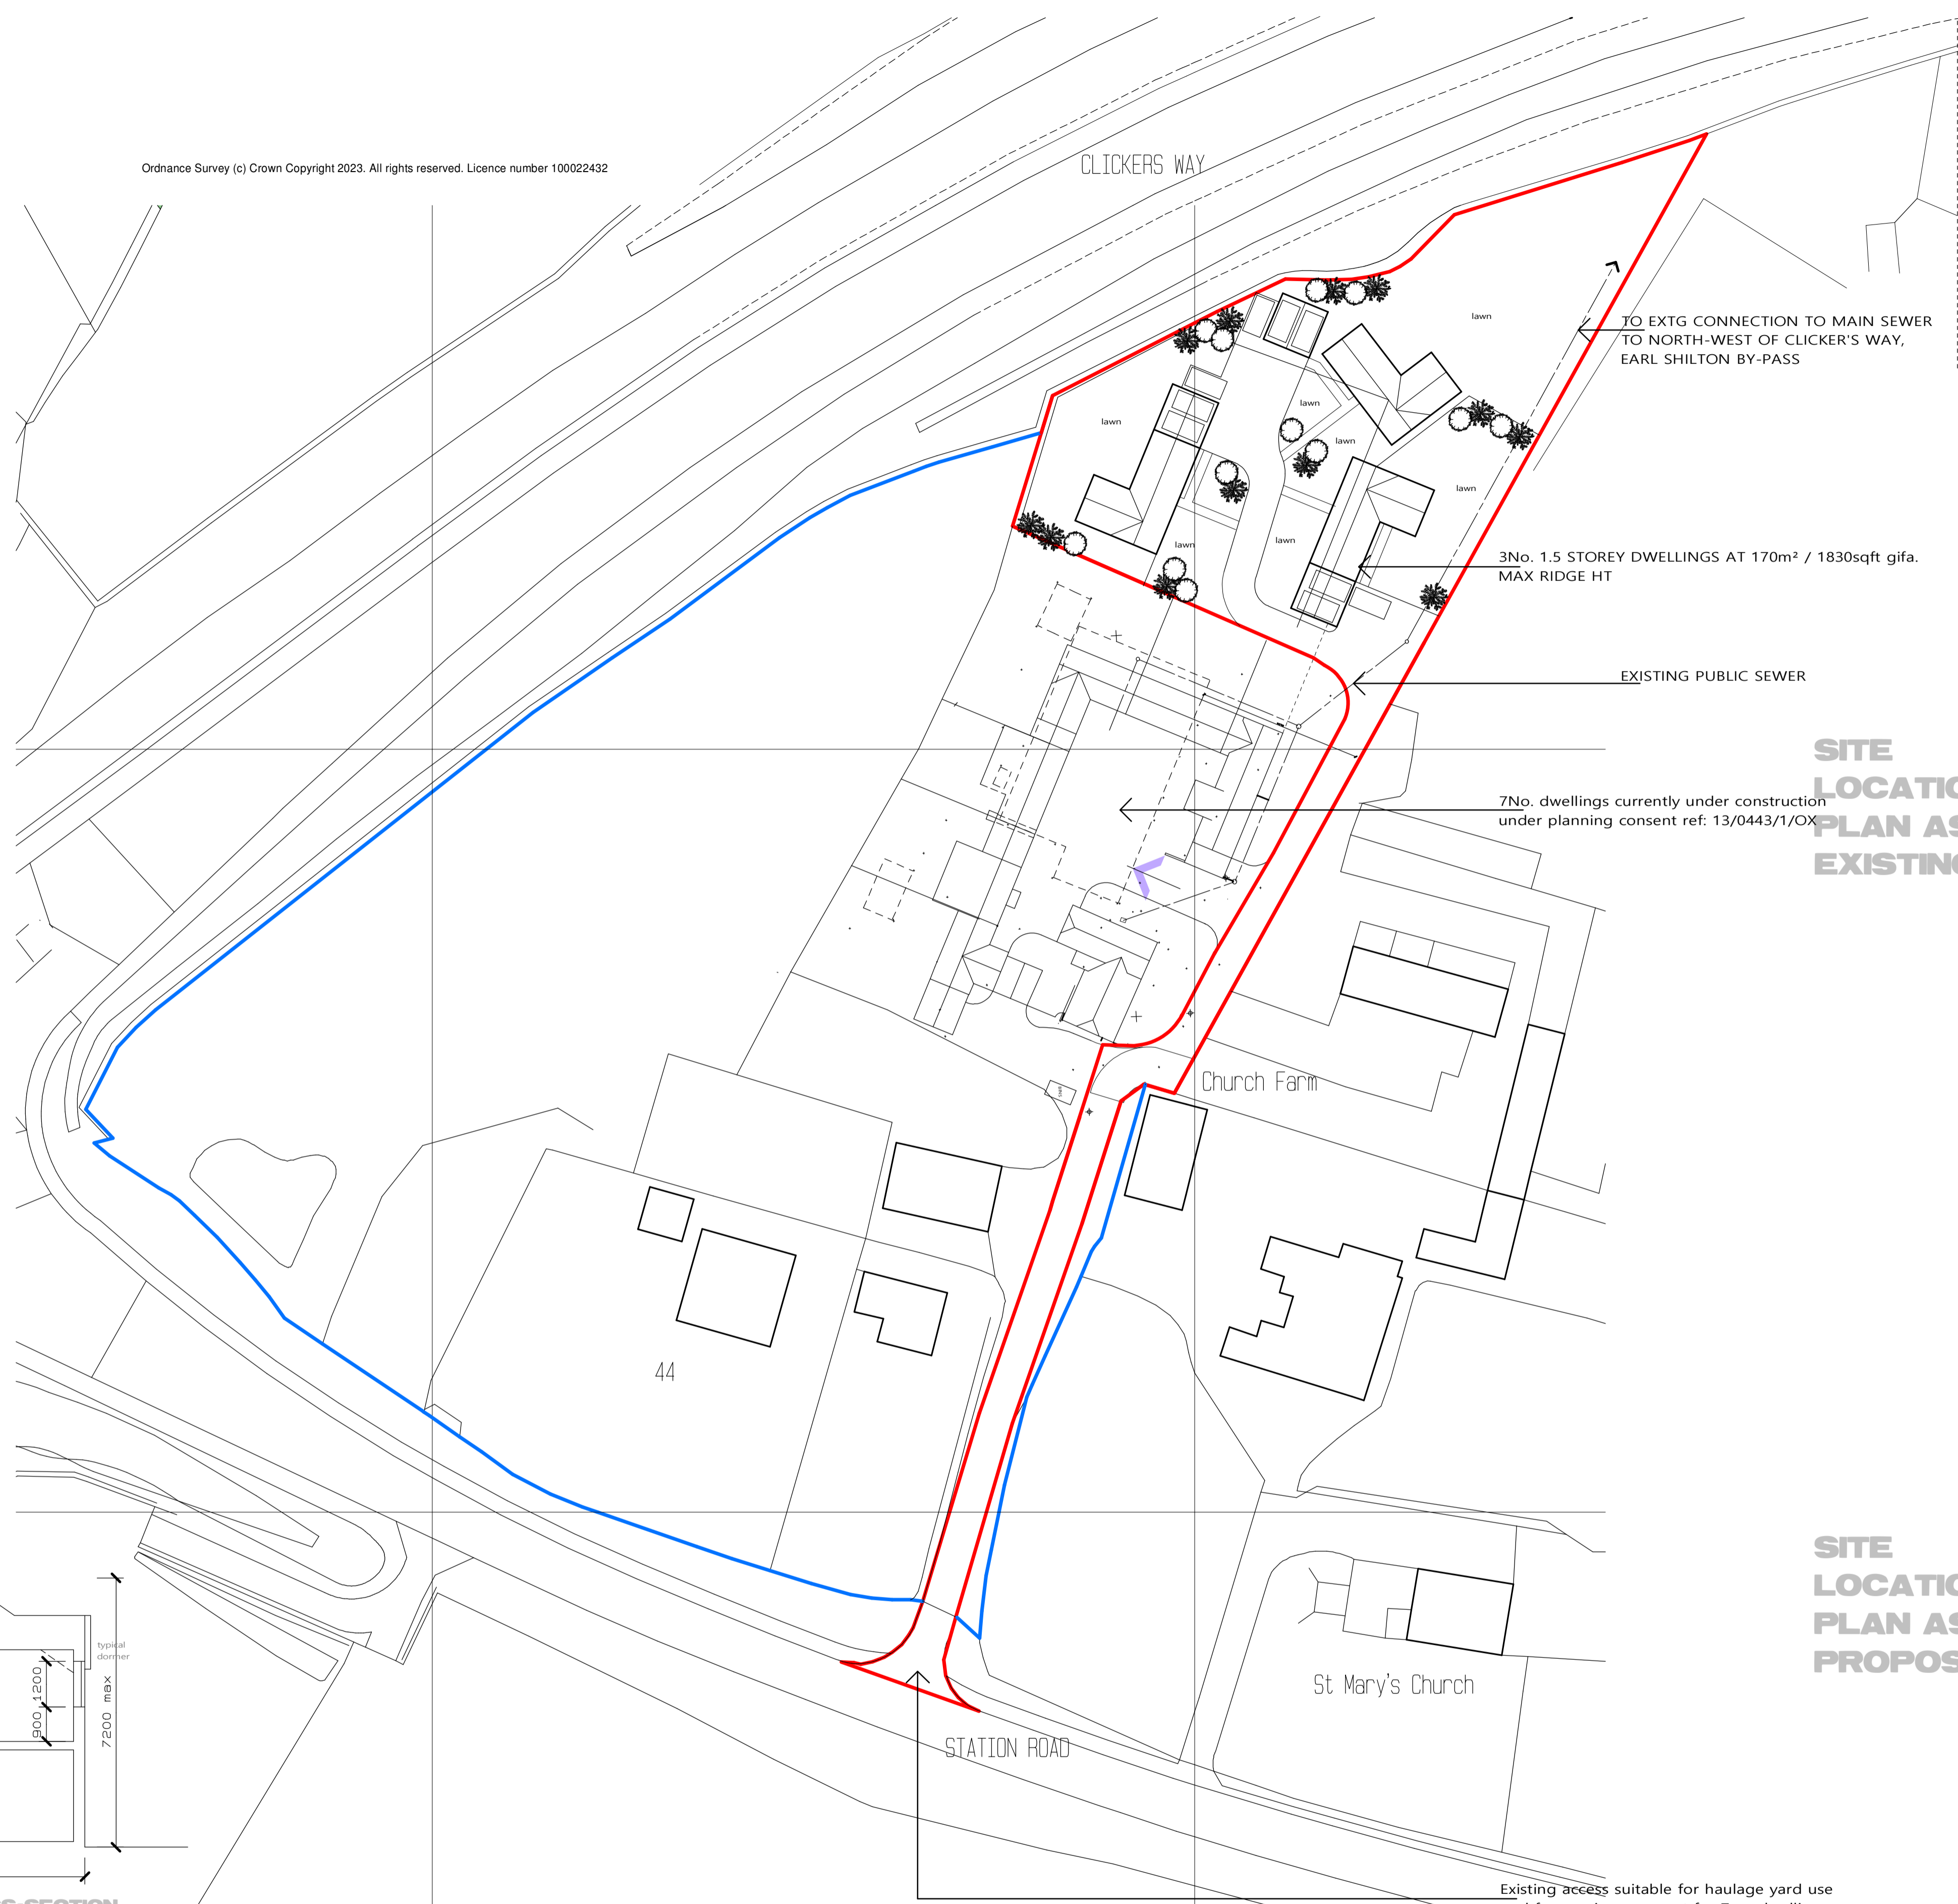 Ordnance Survey (c) Crown Copyright 2023. All rights reserved. Licence number 100022432
CLICKERS WAY
lawn
TO EXTG CONNECTION TO MAIN SEWER
TO NORTH-WEST OF CLICKER'S WAY,
EARL SHILTON BY-PASS
lawn
lawn
lawn
lawn
lawn
lawn
3No. 1.5 STOREY DWELLINGS AT 170m² / 1830sqft gifa.
MAX RIDGE HT
EXISTING PUBLIC SEWER
SITE
LOCATIO
PLAN AS
EXISTING
7No. dwellings currently under construction
under planning consent ref: 13/0443/1/OX
Church Farm
44
SITE
LOCATIO
PLAN AS
PROPOS
typical
dormer
1200
900
7200 max
St Mary's Church
STATION ROAD
Existing access suitable for haulage yard use